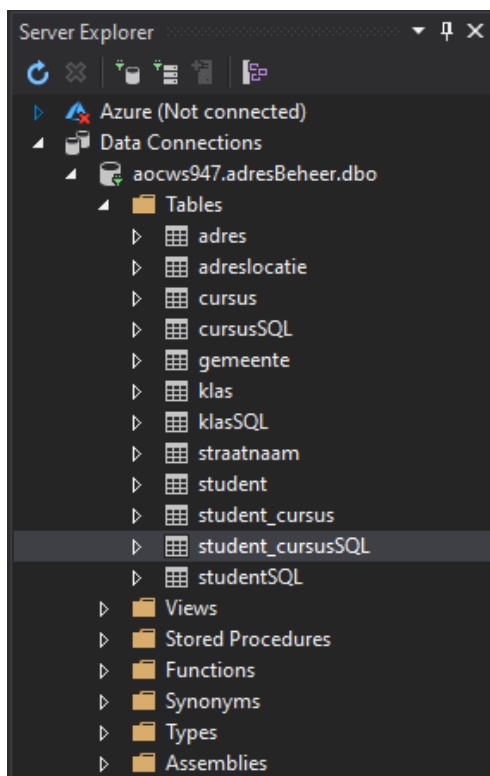 Server Explorer
Azure (Not connected)
Data Connections
aocws947.adresBeheer.dbo
Tables
adres
adreslocatie
cursus
cursusSQL
gemeente
klas
klasSQL
straatnaam
student
student_cursus
student_cursusSQL
studentSQL
Views
Stored Procedures
Functions
Synonyms
Types
Assemblies